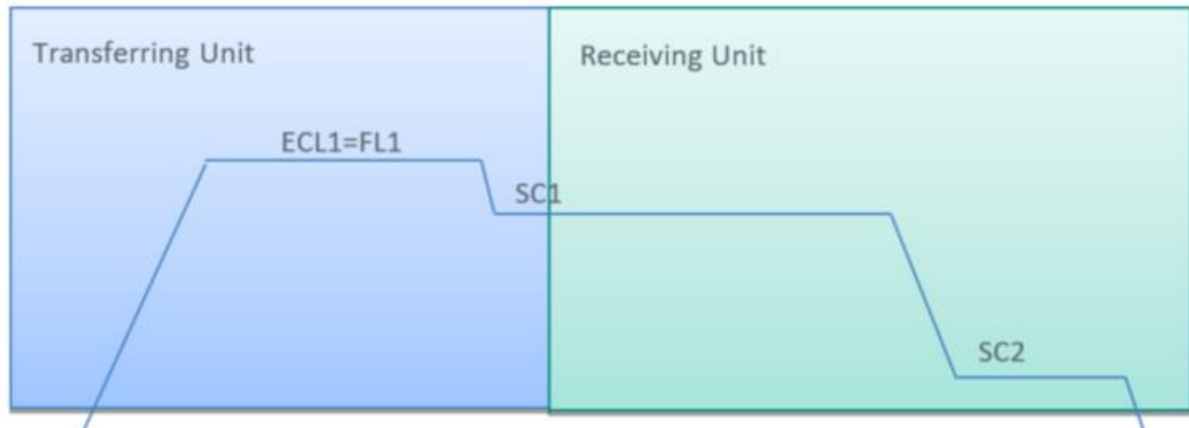 Transferring Unit
Receiving Unit
ECL1=FL1
SC1
SC2